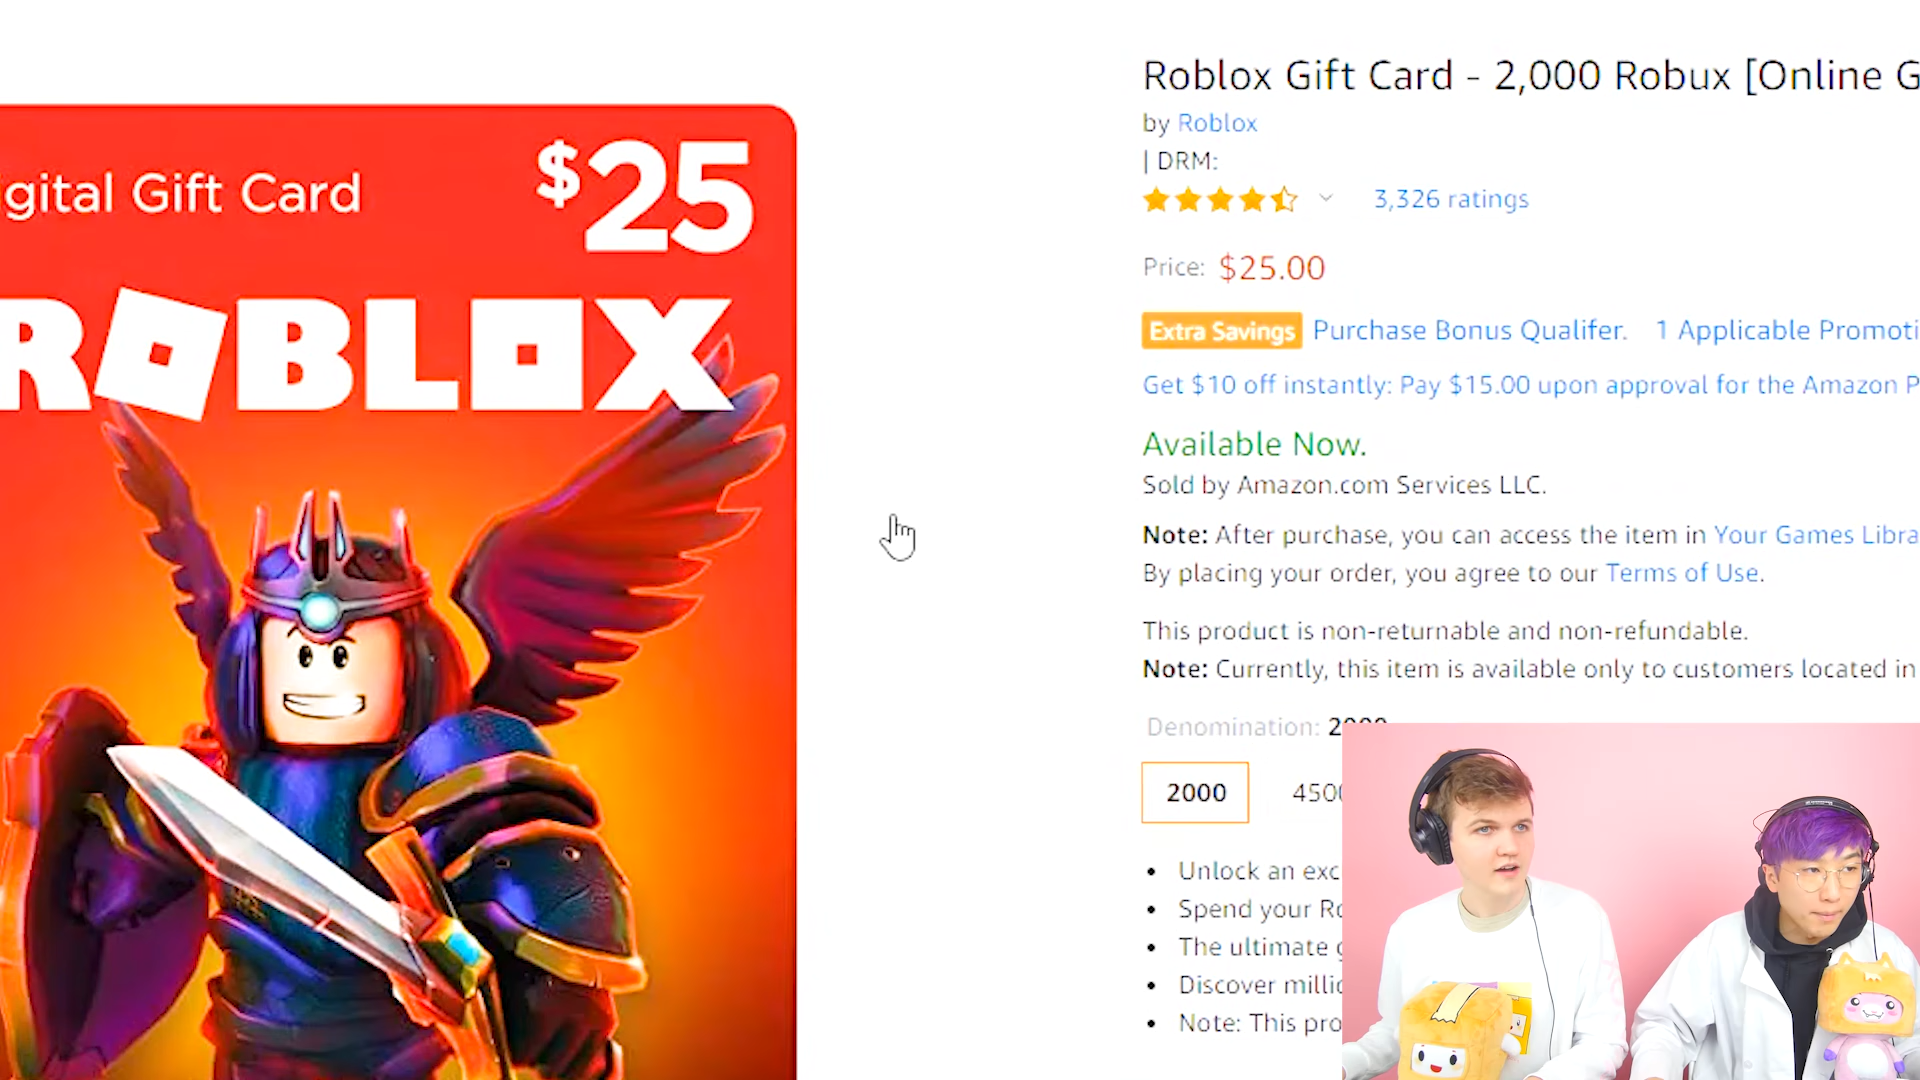 igital Gift Card
$25
ROBLOX
Roblox Gift Card - 2,000 Robux [Online G
by Roblox
| DRM:
3,326 ratings
Price: $25.00
Extra Savings Purchase Bonus Qualifer. 1 Applicable Promoti
Get $10 off instantly: Pay $15.00 upon approval for the Amazon P
Available Now.
Sold by Amazon.com Services LLC.
Note: After purchase, you can access the item in Your Games Libra
By placing your order, you agree to our Terms of Use.
This product is non-returnable and non-refundable.
Note: Currently, this item is available only to customers located in
Denomination: 2000
2000 4500
• Unlock an exc
• Spend your Ro
• The ultimate g
• Discover millio
• Note: This pro